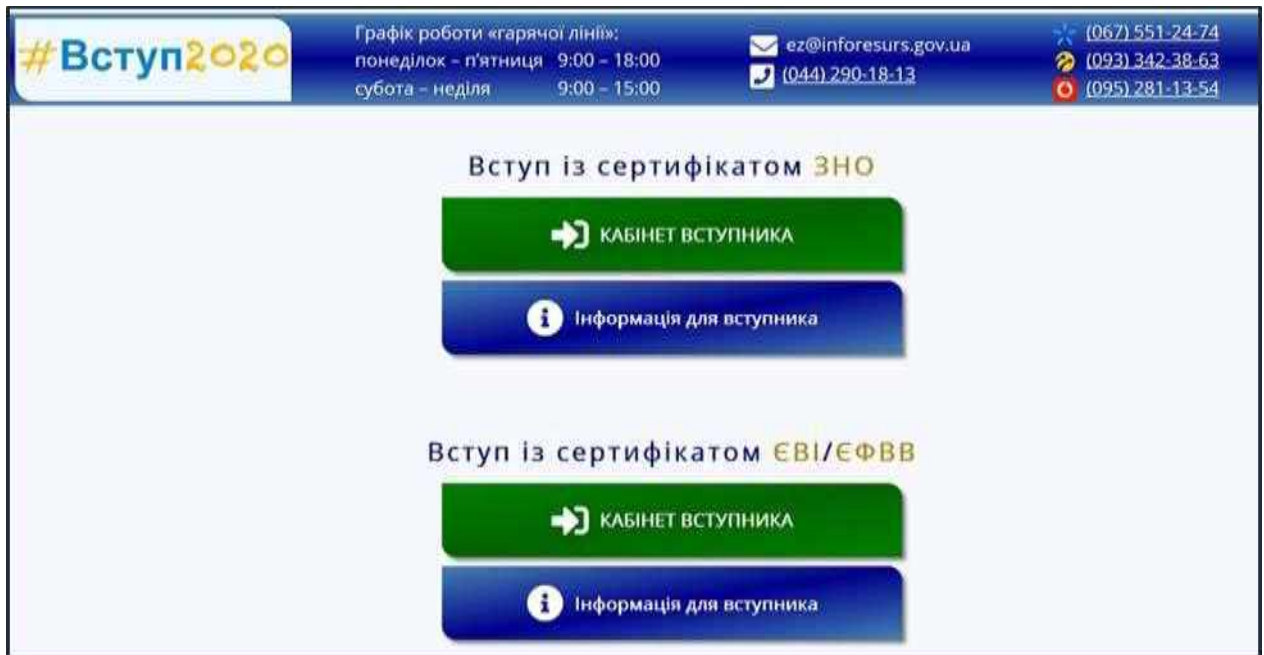 #Вступ2020
Графік роботи «гарячої лінії»:
понеділок – п'ятниця 9:00 – 18:00
субота – неділя 9:00 – 15:00
ez@inforesurs.gov.ua
(044) 290-18-13
(067) 551-24-74
(093) 342-38-63
(095) 281-13-54
Вступ із сертифікатом ЗНО
КАБІНЕТ ВСТУПНИКА
Інформація для вступника
Вступ із сертифікатом ЄВІ/ЄФВВ
КАБІНЕТ ВСТУПНИКА
Інформація для вступника